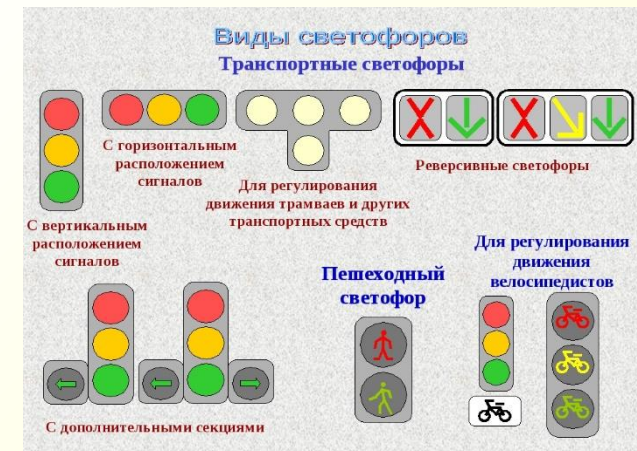 Виды светофоров
Транспортные светофоры
С горизонтальным
расположением
сигналов
Для регулирования
движения трамваев и других
транспортных средств
Реверсивные светофоры
С вертикальным
расположением
сигналов
Пешеходный
светофор
Для регулирования
движения
велосипедистов
С дополнительными секциями